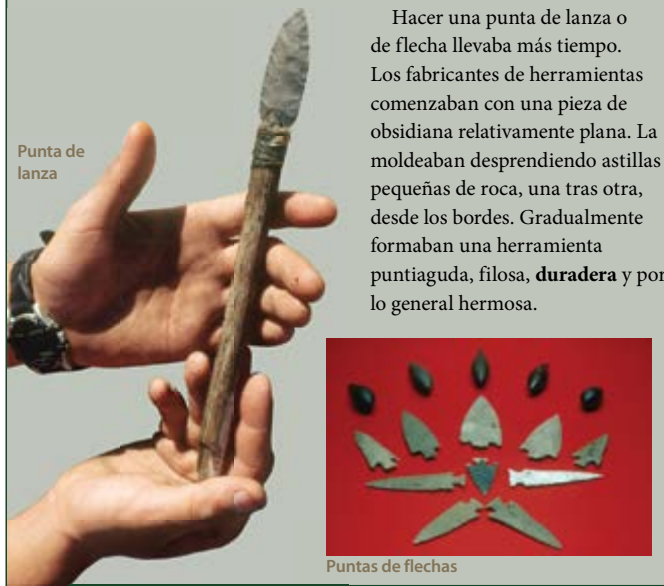 Hacer una punta de lanza o
de flecha llevaba más tiempo.
Los fabricantes de herramientas
comenzaban con una pieza de
obsidiana relativamente plana. La
moldeaban desprendiendo astillas
pequeñas de roca, una tras otra,
desde los bordes. Gradualmente
formaban una herramienta
puntiaguda, filosa, duradera y por
lo general hermosa.
Punta de
lanza
Puntas de flechas